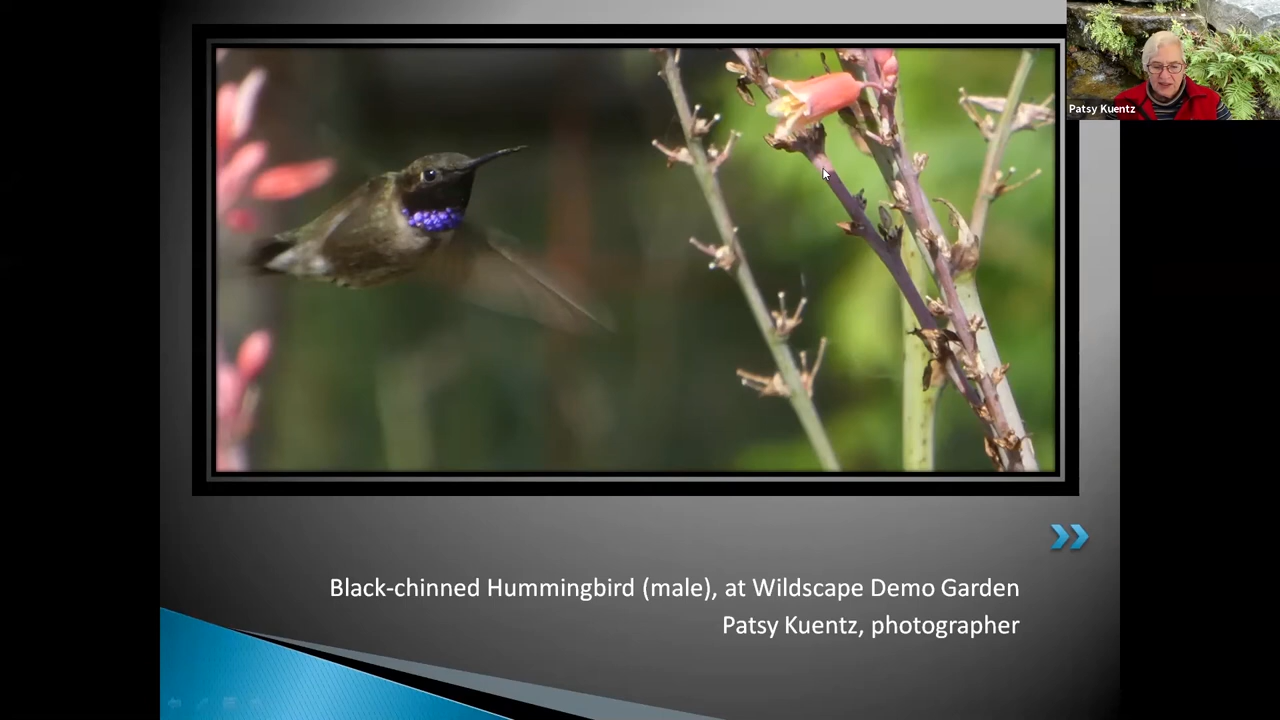 Patsy Kuentz
Black-chinned Hummingbird (male), at Wildscape Demo Garden
Patsy Kuentz, photographer